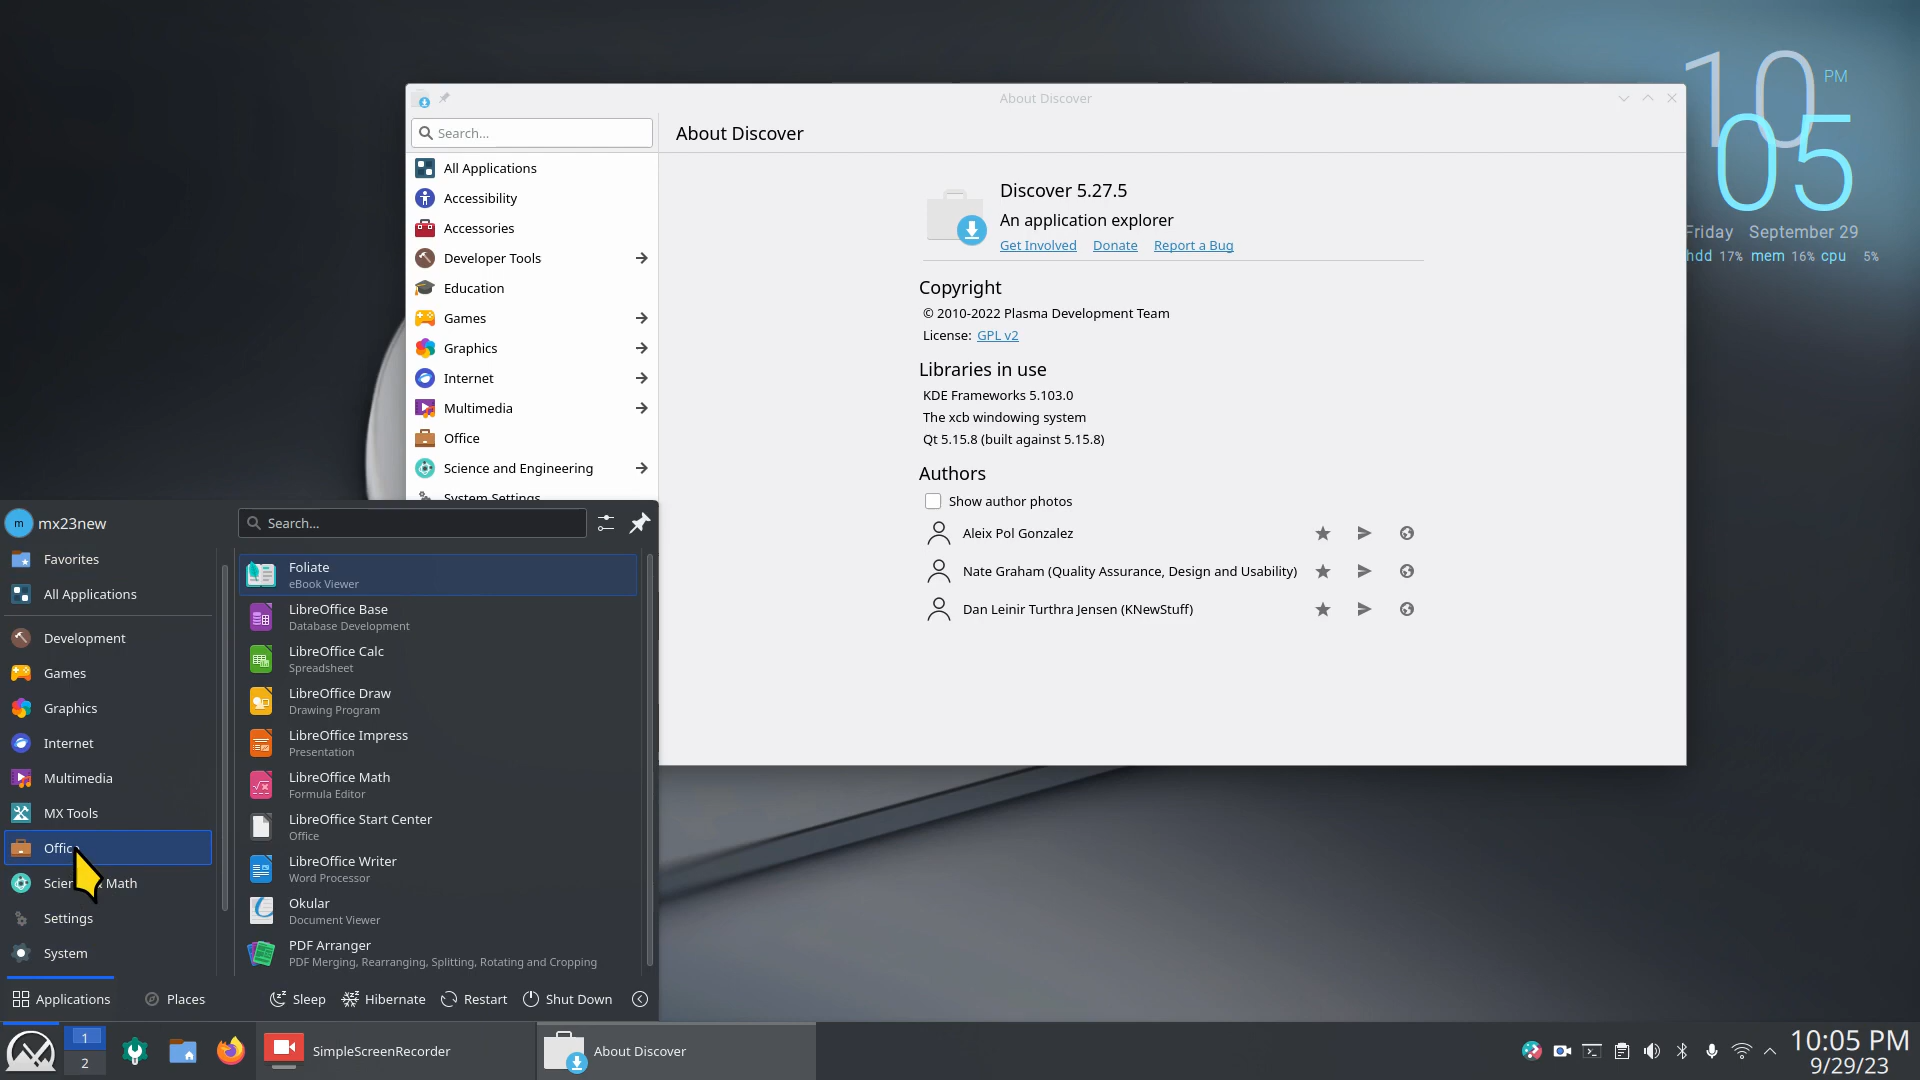 About Discover
Search...
About Discover
All Applications
Accessibility
Accessories
Developer Tools
Education
Games
Graphics
Internet
Multimedia
Office
Science and Engineering
System Settings
Discover 5.27.5
An application explorer
Get Involved Donate Report a Bug
Copyright
© 2010-2022 Plasma Development Team
License: GPL v2
Libraries in use
KDE Frameworks 5.103.0
The xcb windowing system
Qt 5.15.8 (built against 5.15.8)
Authors
Show author photos
Aleix Pol Gonzalez
Nate Graham (Quality Assurance, Design and Usability)
Dan Leinir Turthra Jensen (KNewStuff)
10 PM
05
Friday September 29
hdd 17% mem 16% cpu 5%
m mx23new
Search...
Favorites
All Applications
Development
Games
Graphics
Internet
Multimedia
MX Tools
Office
Science & Math
Settings
System
Foliate
eBook Viewer
LibreOffice Base
Database Development
LibreOffice Calc
Spreadsheet
LibreOffice Draw
Drawing Program
LibreOffice Impress
Presentation
LibreOffice Math
Formula Editor
LibreOffice Start Center
Office
LibreOffice Writer
Word Processor
Okular
Document Viewer
PDF Arranger
PDF Merging, Rearranging, Splitting, Rotating and Cropping
Applications Places Sleep Hibernate Restart Shut Down
1
2
SimpleScreenRecorder
About Discover
10:05 PM
9/29/23